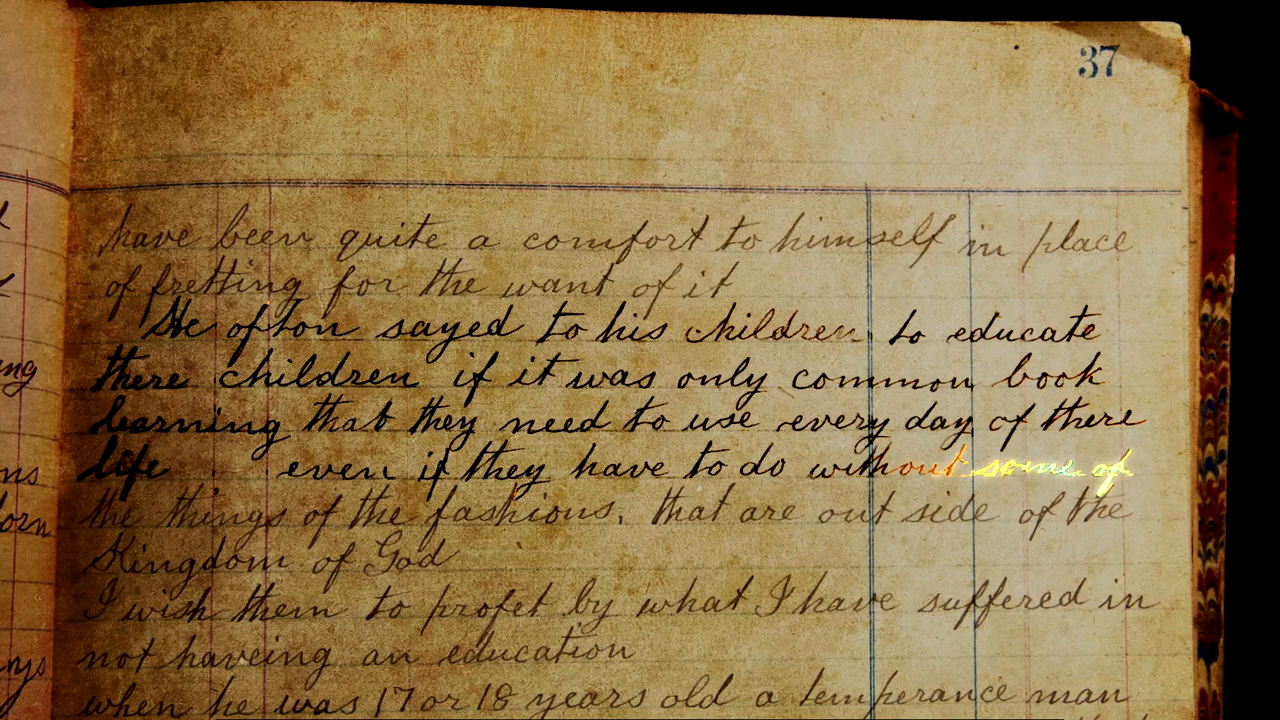 37
have been quite a comfort to himself in place
of fretting for the want of it
He ofton sayed to his children to educate
there children if it was only common book
learning that they need to use every day of there
life even if they have to do without some of
the things of the fashions, that are out side of the
Kingdom of God
I wish them to profet by what I have suffered in
not haveing an education
when he was 17 or 18 years old a temperance man